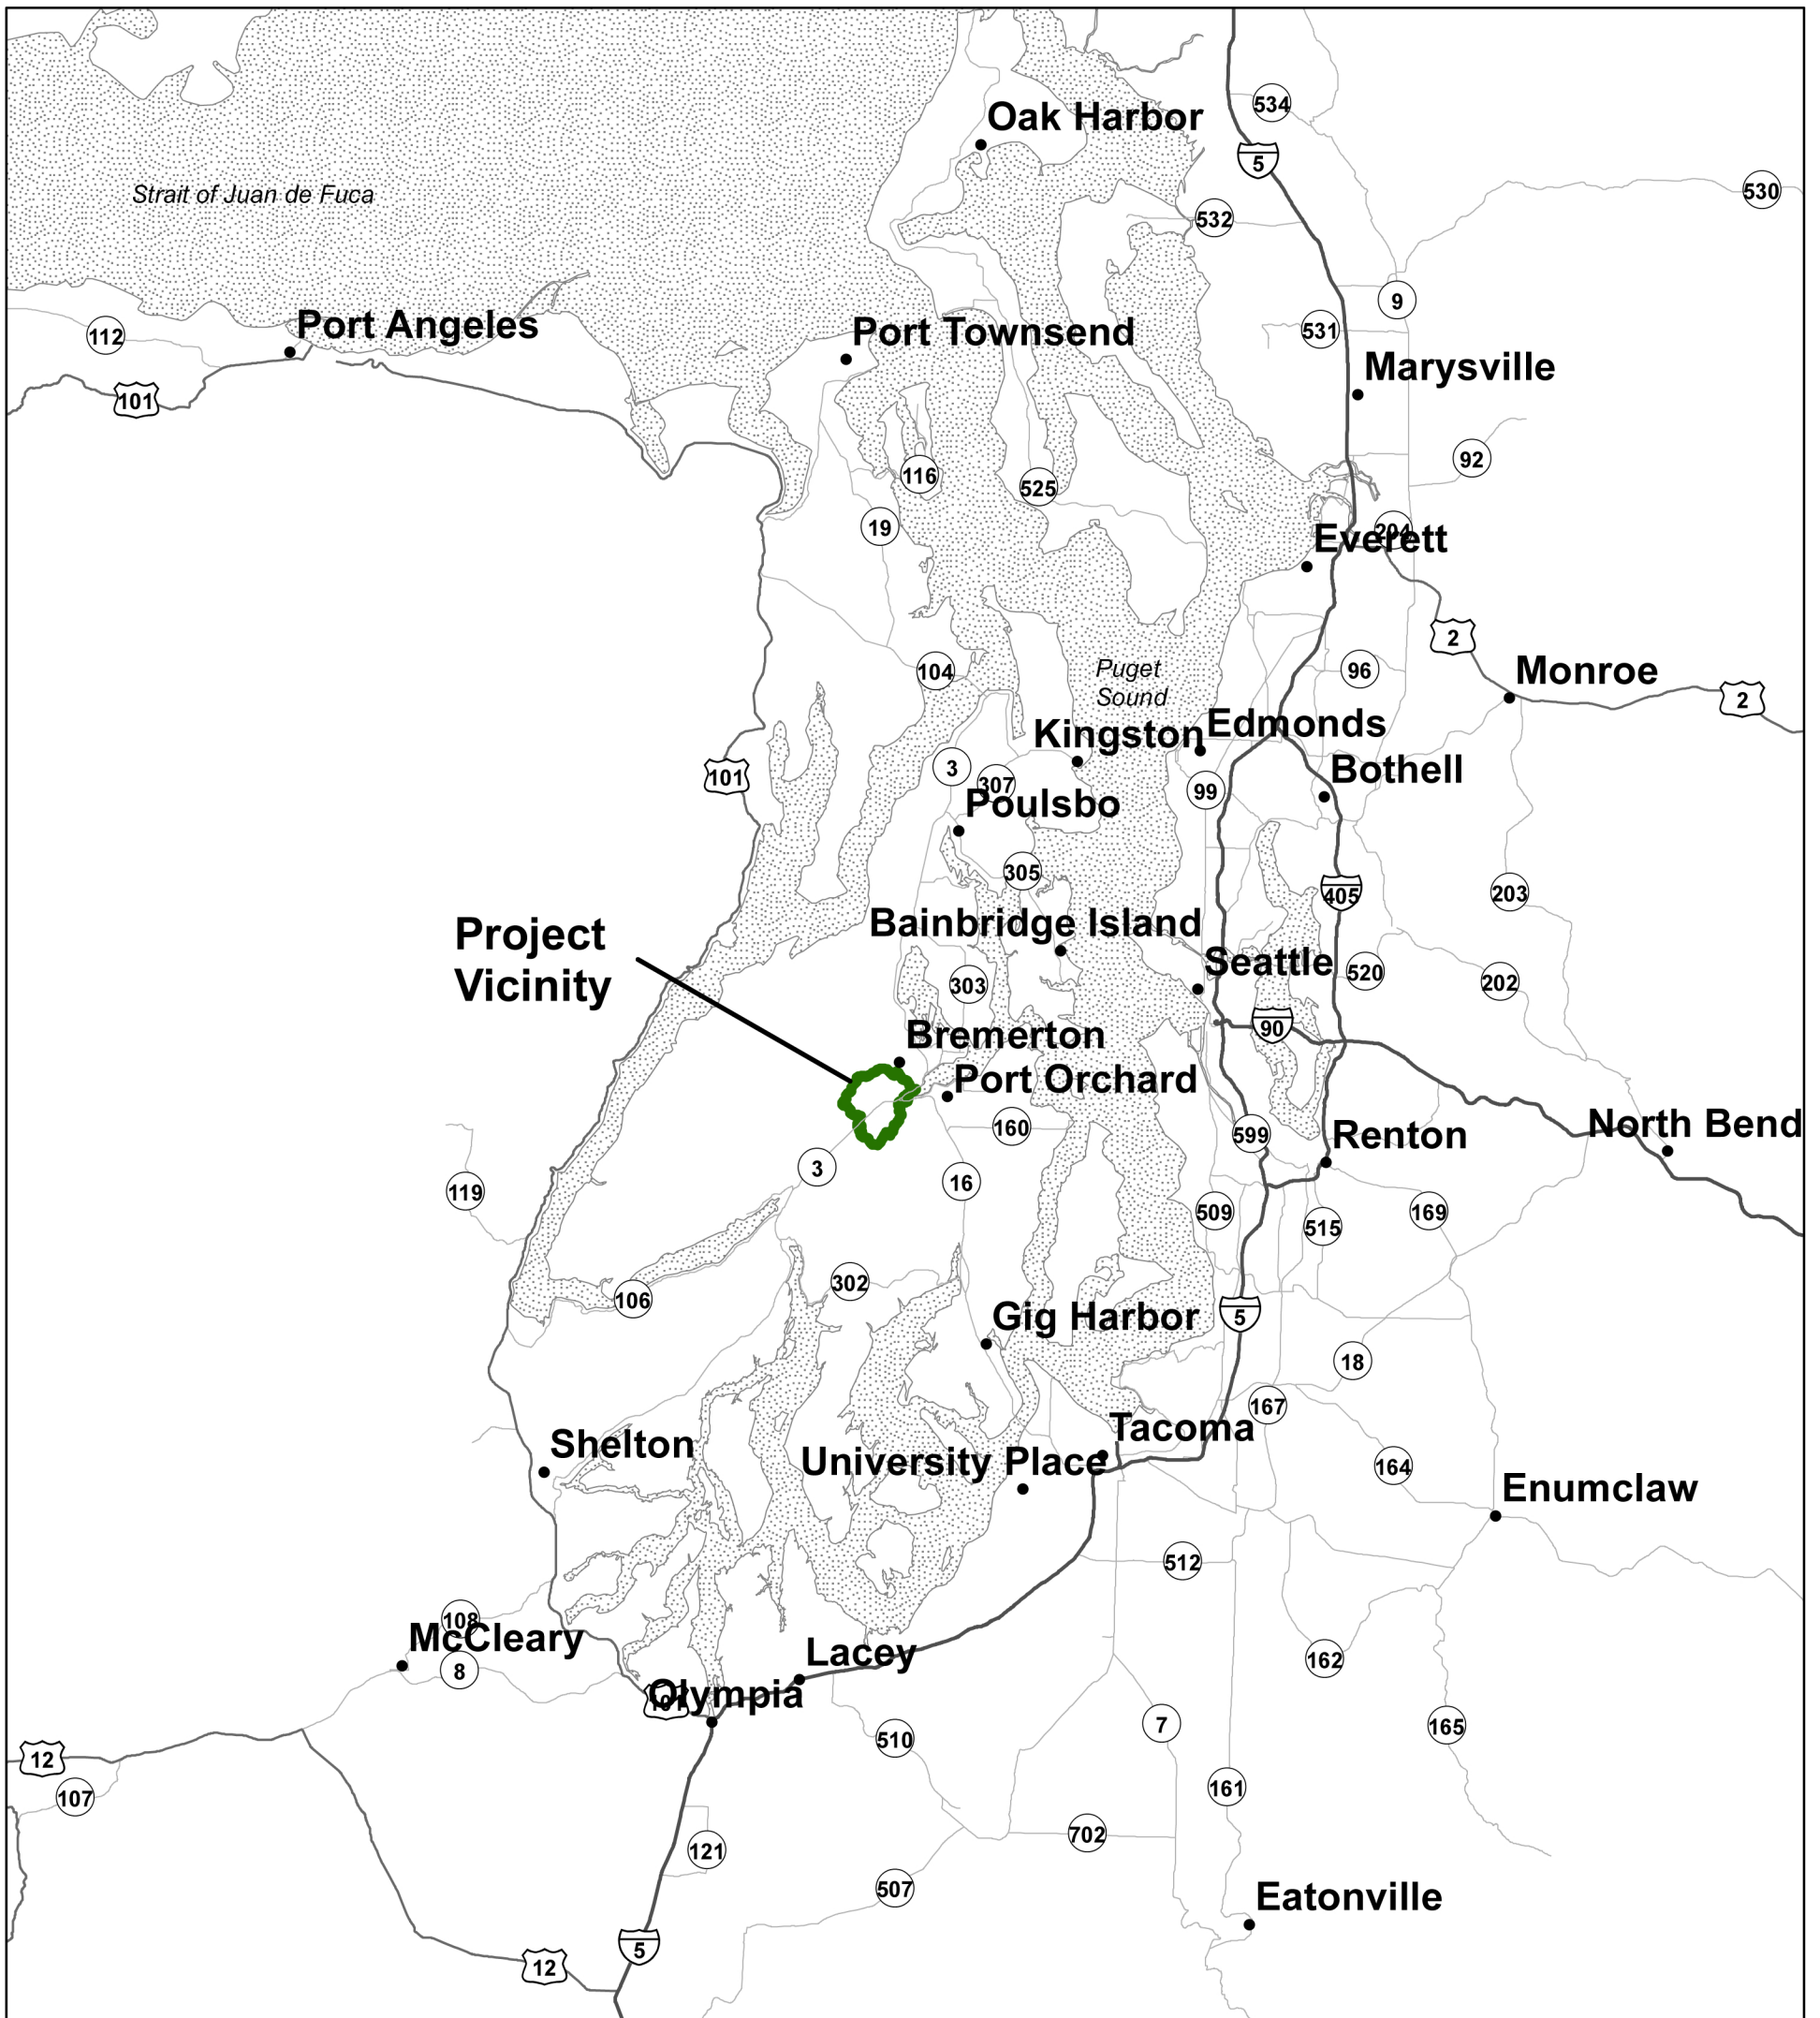 534
Oak Harbor
5
530
Strait of Juan de Fuca
532
9
112
Port Angeles
Port Townsend
531
Marysville
101
92
116
525
19
204
Everett
2
104
Puget
Sound
96
Monroe
2
Kingston
Edmonds
101
3
307
99
Bothell
Poulsbo
305
405
203
Project
Vicinity
Bainbridge Island
Seattle
520
303
202
90
Bremerton
Port Orchard
160
599
Renton
North Bend
3
16
119
509
515
169
302
106
Gig Harbor
5
18
167
Tacoma
Shelton
University Place
164
Enumclaw
512
108
McCleary
8
Lacey
162
Olympia
101
510
7
165
12
107
161
702
121
507
Eatonville
5
12